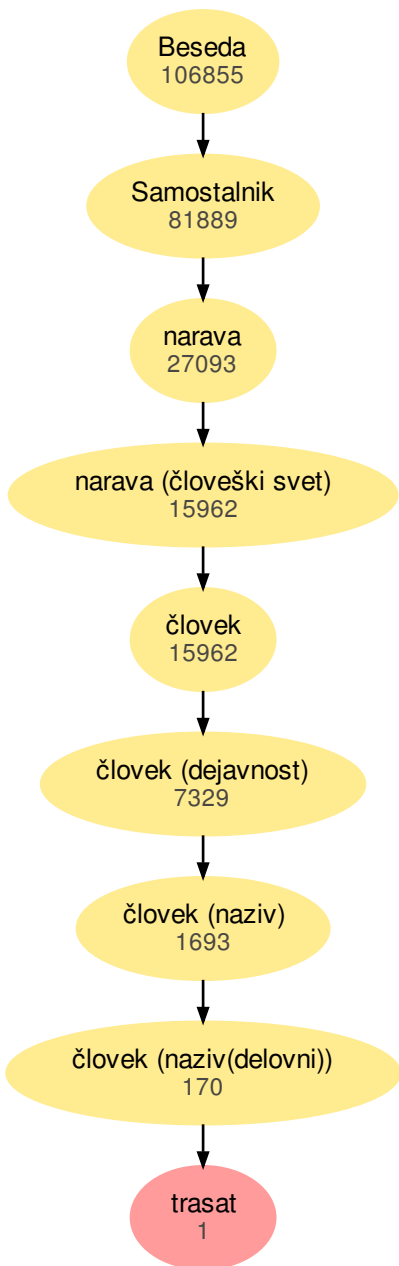 Beseda
106855
Samostalnik
81889
narava
27093
narava (človeški svet)
15962
človek
15962
človek (dejavnost)
7329
človek (naziv)
1693
človek (naziv(delovni))
170
trasat
1